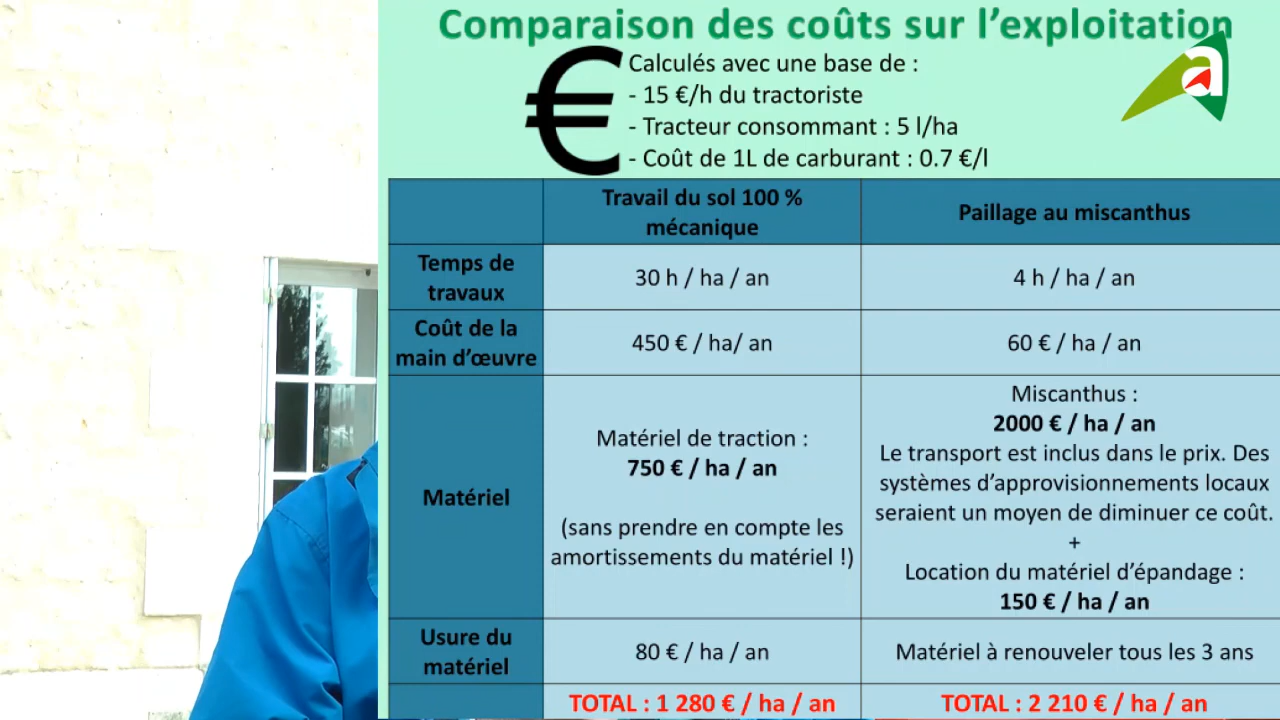 Comparaison des coûts sur l'exploitation
€
Calculés avec une base de :
- 15 €/h du tractoriste
- Tracteur consommant : 5 l/ha
- Coût de 1L de carburant : 0.7 €/l
a
Travail du sol 100 %
mécanique
Paillage au miscanthus
Temps de
travaux
30 h / ha / an
4 h / ha / an
Coût de la
main d'œuvre
450 € / ha/ an
60 € / ha / an
Matériel
Matériel de traction :
750 € / ha / an
(sans prendre en compte les
amortissements du matériel !)
Miscanthus :
2000 € / ha / an
Le transport est inclus dans le prix. Des
systèmes d'approvisionnements locaux
seraient un moyen de diminuer ce coût.
+
Location du matériel d'épandage :
150 € / ha / an
Usure du
matériel
80 € / ha / an
Matériel à renouveler tous les 3 ans
TOTAL : 1 280 € / ha / an
TOTAL : 2 210 € / ha / an